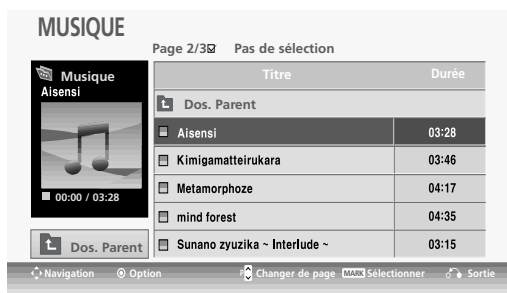 MUSIQUE
Page 2/3 Pas de sélection
Musique
Aisensi
00:00 / 03:28
Dos. Parent
Titre Durée
Dos. Parent
Aisensi 03:28
Kimigamatteirukara 03:46
Metamorphoze 04:17
mind forest 04:35
Sunano zyuzika ~ Interlude ~ 03:15
Navigation Option P Changer de page MARK Sélectionner Sortie